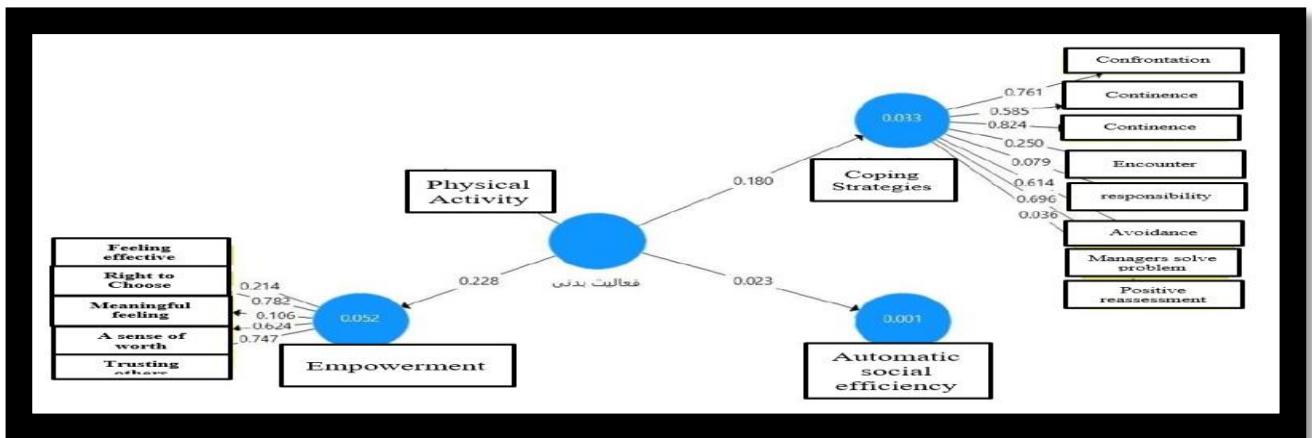 Confrontation
Continence
Continence
Encounter
responsibility
Avoidance
Managers solve
problem
Positive
reassessment
0.761
0.585
0.824
0.250
0.079
0.614
0.696
0.036
0.033
Coping
Strategies
0.180
Physical
Activity
فعالیت بدنی
0.228
0.023
Feeling
effective
Right to
Choose
Meaningful
feeling
A sense of
worth
Trusting
others
0.214
0.782
0.106
0.624
0.747
0.052
Empowerment
0.001
Automatic
social
efficiency